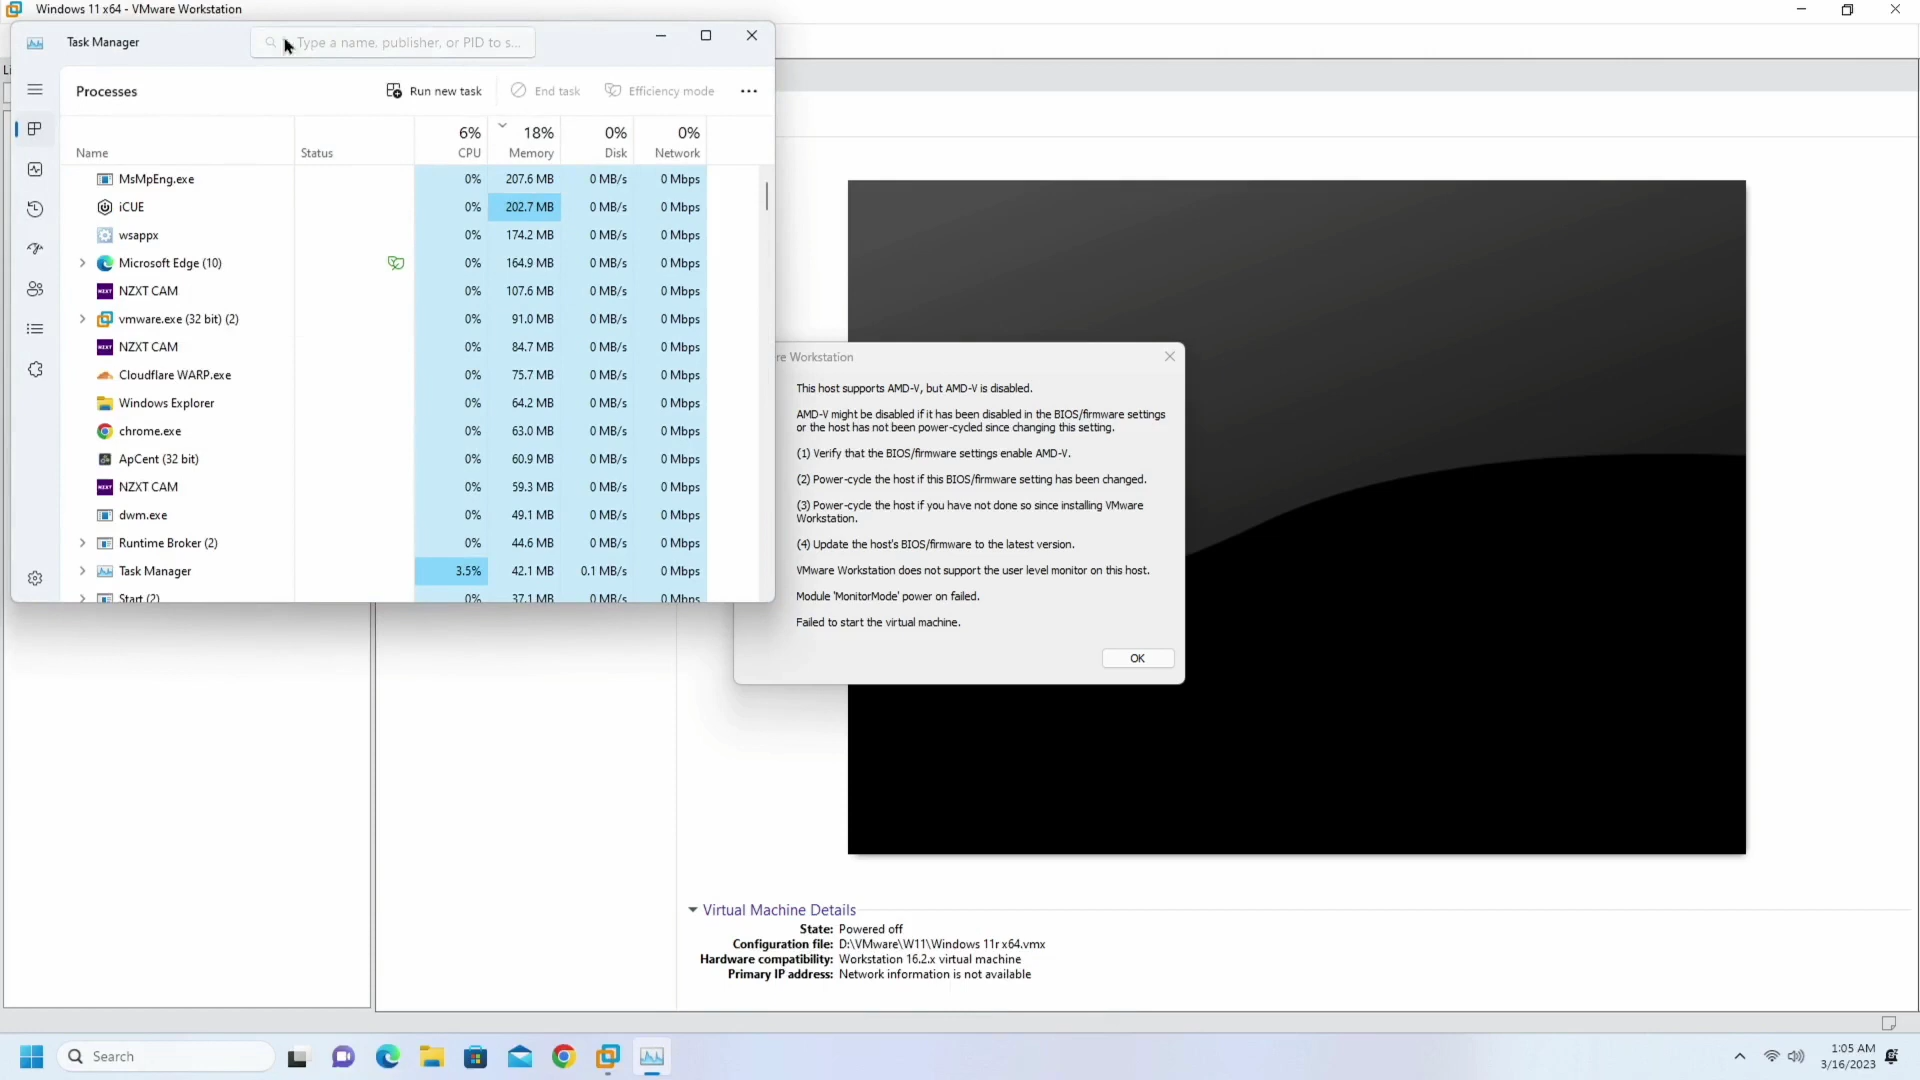 Windows 11 x64 - VMware Workstation
Task Manager
Type a name, publisher, or PID to s...
Li
Processes
Run new task
End task
Efficiency mode
6% 18% 0% 0%
Name Status CPU Memory Disk Network
MsMpEng.exe 0% 207.6 MB 0 MB/s 0 Mbps
iCUE 0% 202.7 MB 0 MB/s 0 Mbps
wsappx 0% 174.2 MB 0 MB/s 0 Mbps
Microsoft Edge (10) 0% 164.9 MB 0 MB/s 0 Mbps
NZXT CAM 0% 107.6 MB 0 MB/s 0 Mbps
vmware.exe (32 bit) (2) 0% 91.0 MB 0 MB/s 0 Mbps
NZXT CAM 0% 84.7 MB 0 MB/s 0 Mbps
Cloudflare WARP.exe 0% 75.7 MB 0 MB/s 0 Mbps
Windows Explorer 0% 64.2 MB 0 MB/s 0 Mbps
chrome.exe 0% 63.0 MB 0 MB/s 0 Mbps
ApCent (32 bit) 0% 60.9 MB 0 MB/s 0 Mbps
NZXT CAM 0% 59.3 MB 0 MB/s 0 Mbps
dwm.exe 0% 49.1 MB 0 MB/s 0 Mbps
Runtime Broker (2) 0% 44.6 MB 0 MB/s 0 Mbps
Task Manager 3.5% 42.1 MB 0.1 MB/s 0 Mbps
Start (2) 0% 37.1 MB 0 MB/s 0 Mbps
re Workstation
This host supports AMD-V, but AMD-V is disabled.
AMD-V might be disabled if it has been disabled in the BIOS/firmware settings
or the host has not been power-cycled since changing this setting.
(1) Verify that the BIOS/firmware settings enable AMD-V.
(2) Power-cycle the host if this BIOS/firmware setting has been changed.
(3) Power-cycle the host if you have not done so since installing VMware
Workstation.
(4) Update the host's BIOS/firmware to the latest version.
VMware Workstation does not support the user level monitor on this host.
Module 'MonitorMode' power on failed.
Failed to start the virtual machine.
OK
Virtual Machine Details
State: Powered off
Configuration file: D:\VMware\W11\Windows 11r x64.vmx
Hardware compatibility: Workstation 16.2.x virtual machine
Primary IP address: Network information is not available
Search
1:05 AM
3/16/2023